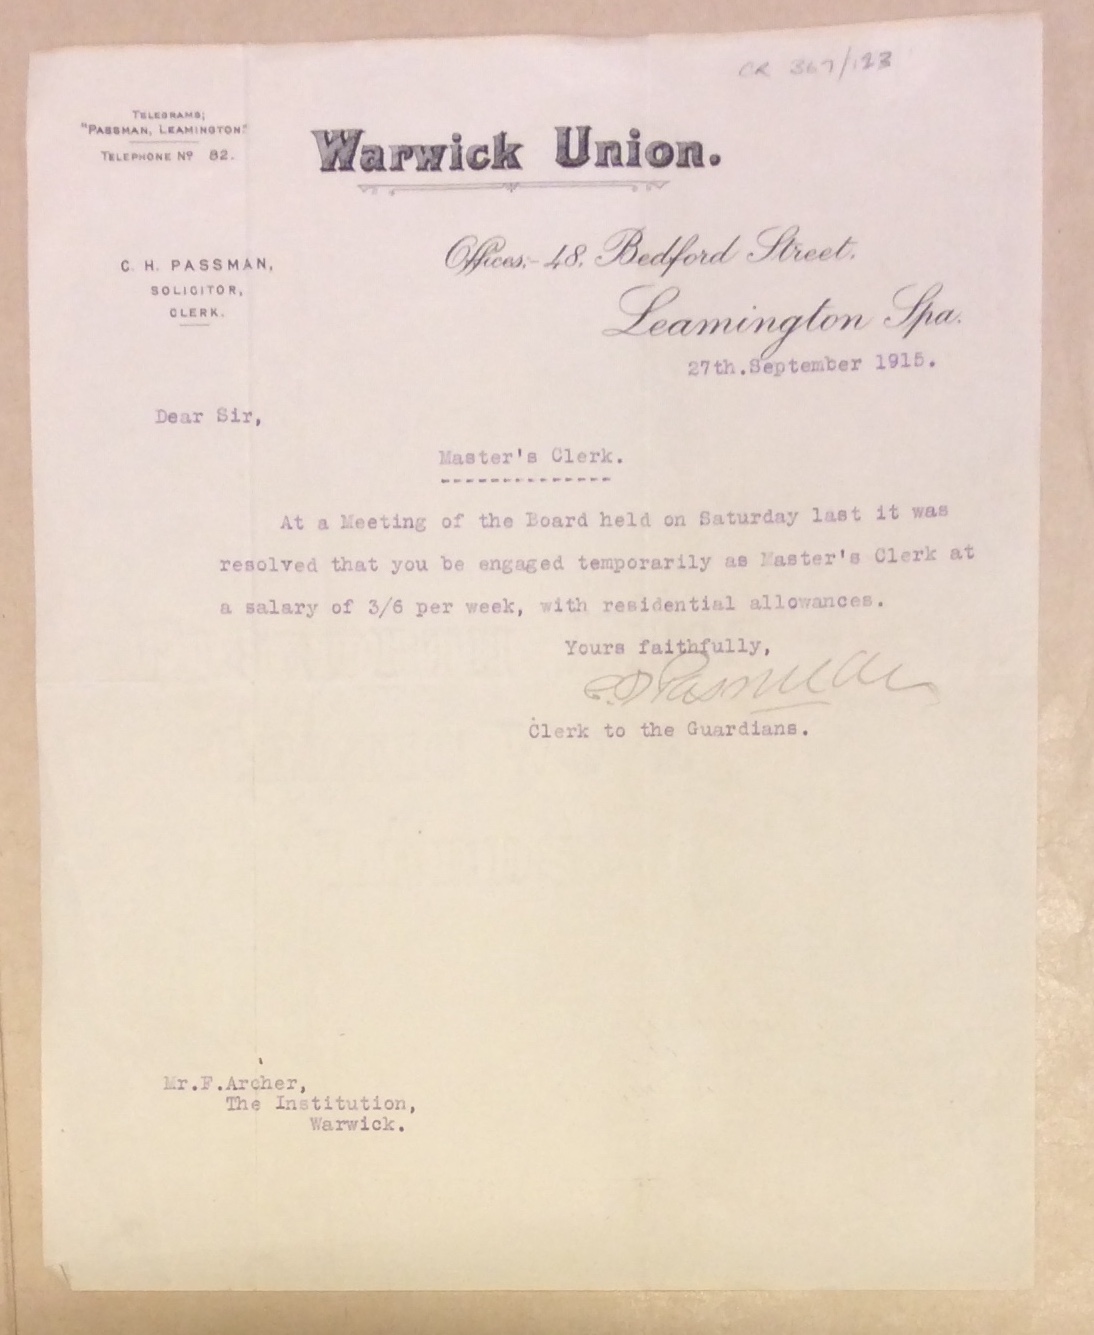 CR 367/123
TELEGRAMS;
"PASSMAN, LEAMINGTON."
TELEPHONE Nº 82.
Warwick Union.
C. H. PASSMAN,
SOLICITOR,
CLERK.
Offices:- 48, Bedford Street.
Leamington Spa.
27th.September 1915.
Dear Sir,
Master's Clerk.
At a Meeting of the Board held on Saturday last it was
resolved that you be engaged temporarily as Master's Clerk at
a salary of 3/6 per week, with residential allowances.
Yours faithfully,
Passman
Clerk to the Guardians.
Mr.F.Archer,
The Institution,
Warwick.